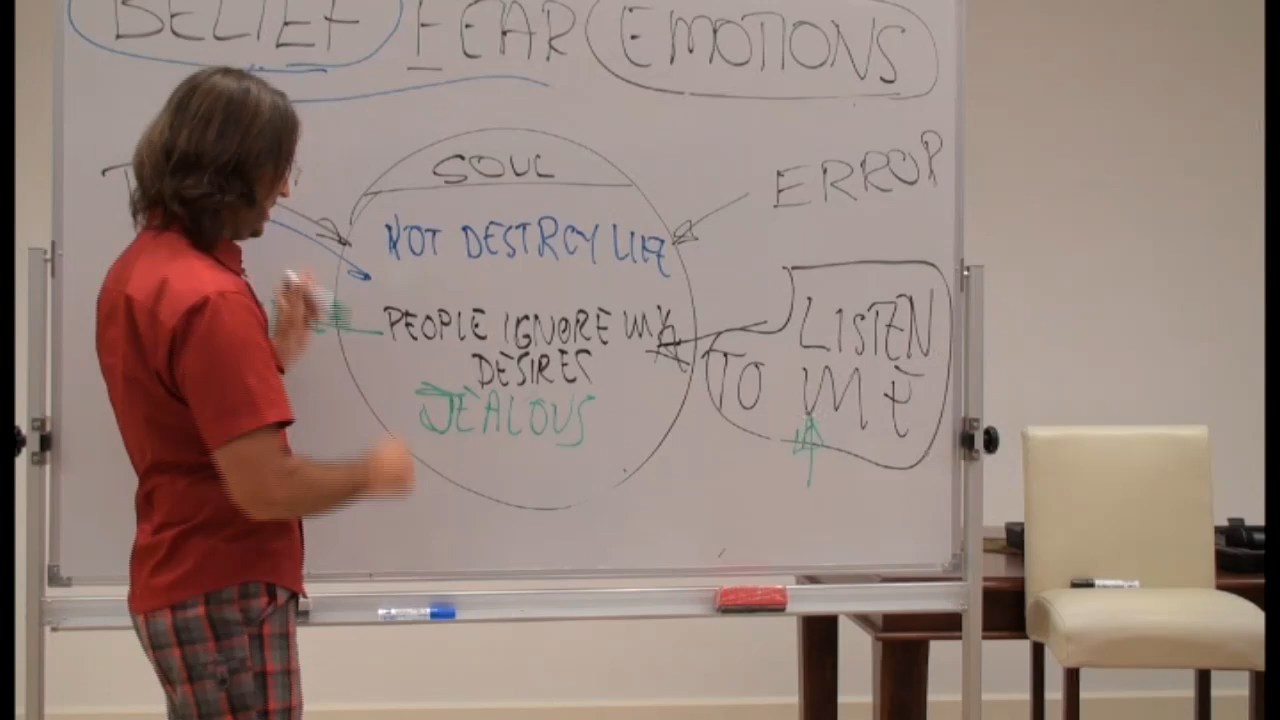 BELIEF FEAR EMOTIONS
SOUL
ERROR
NOT DESTROY LIFE
PEOPLE IGNORE MY
DESIRES
JEALOUS
LISTEN
TO ME